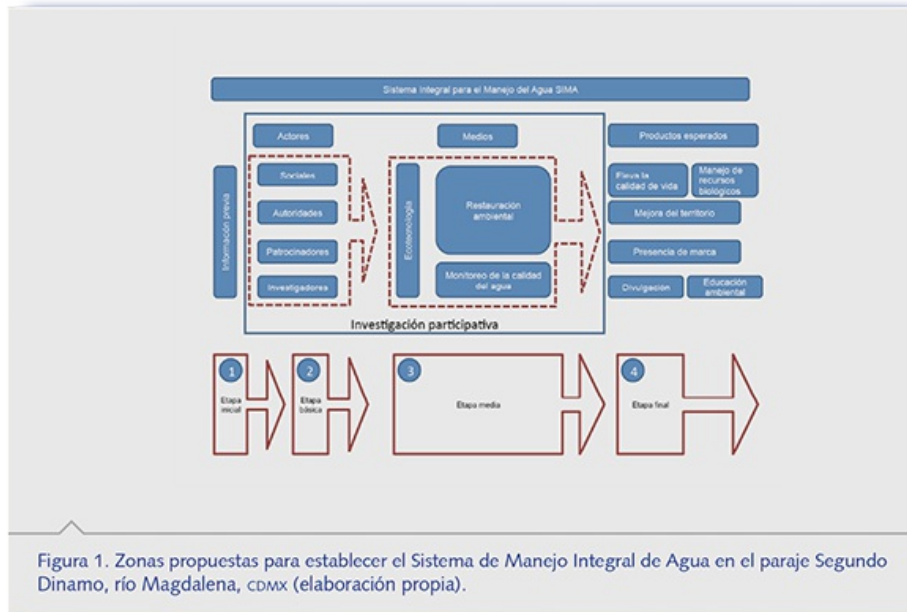 Sistema Integral para el Manejo del Agua SIMA
Actores
Medios
Productos esperados
Información previa
Sociales
Autoridades
Patrocinadores
Investigadores
Ecotecnología
Restauración
ambiental
Monitoreo de la calidad
del agua
Eleva la
calidad de vida
Manejo de
recursos
biológicos
Mejora del territorio
Presencia de marca
Divulgación
Educación
ambiental
Investigación participativa
1
Etapa
inicial
2
Etapa
básica
3
Etapa media
4
Etapa final
Figura 1. Zonas propuestas para establecer el Sistema de Manejo Integral de Agua en el paraje Segundo
Dinamo, río Magdalena, CDMX (elaboración propia).